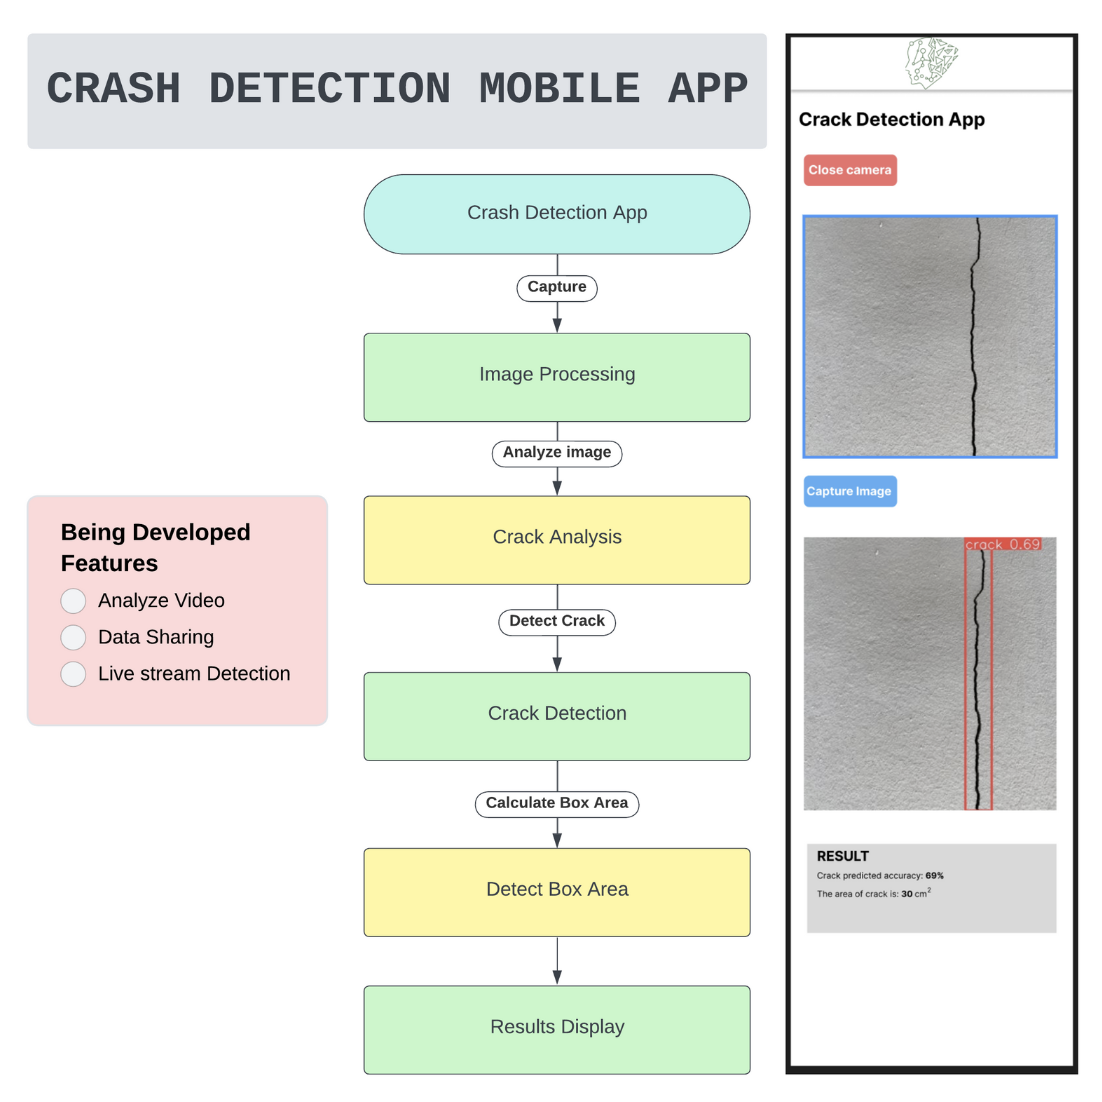 CRASH DETECTION MOBILE APP
Crash Detection App
Capture
Image Processing
Analyze image
Crack Analysis
Detect Crack
Crack Detection
Calculate Box Area
Detect Box Area
Results Display
Being Developed
Features
Analyze Video
Data Sharing
Live stream Detection
Crack Detection App
Close camera
Capture Image
crack 0.69
RESULT
Crack predicted accuracy: 69%
The area of crack is: 30 cm²